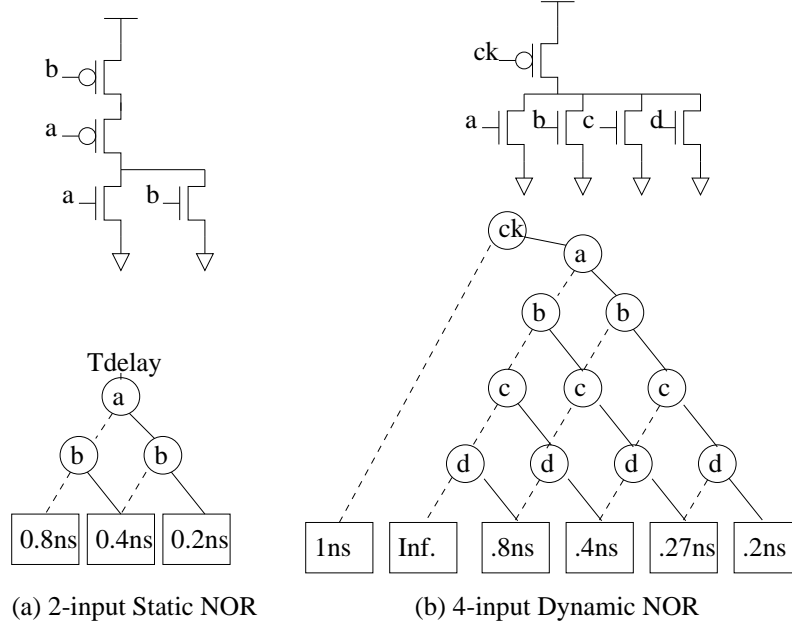 ck
b
a
a
b
a
b
c
d
ck
a
b
b
Tdelay
a
c
c
c
b
b
d
d
d
d
0.8ns
0.4ns
0.2ns
1ns
Inf.
.8ns
.4ns
.27ns
.2ns
(a) 2-input Static NOR
(b) 4-input Dynamic NOR